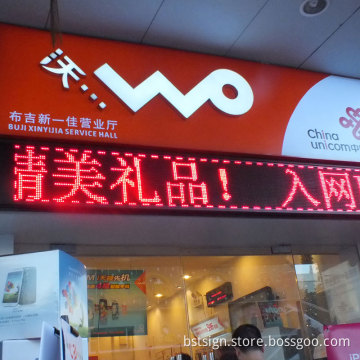 沃...
WO
布吉新一佳营业厅
BUJI XINYIJIA SERVICE HALL
China
unicom中
精美礼品！ 入网
bstsign.store.bossgoo.com